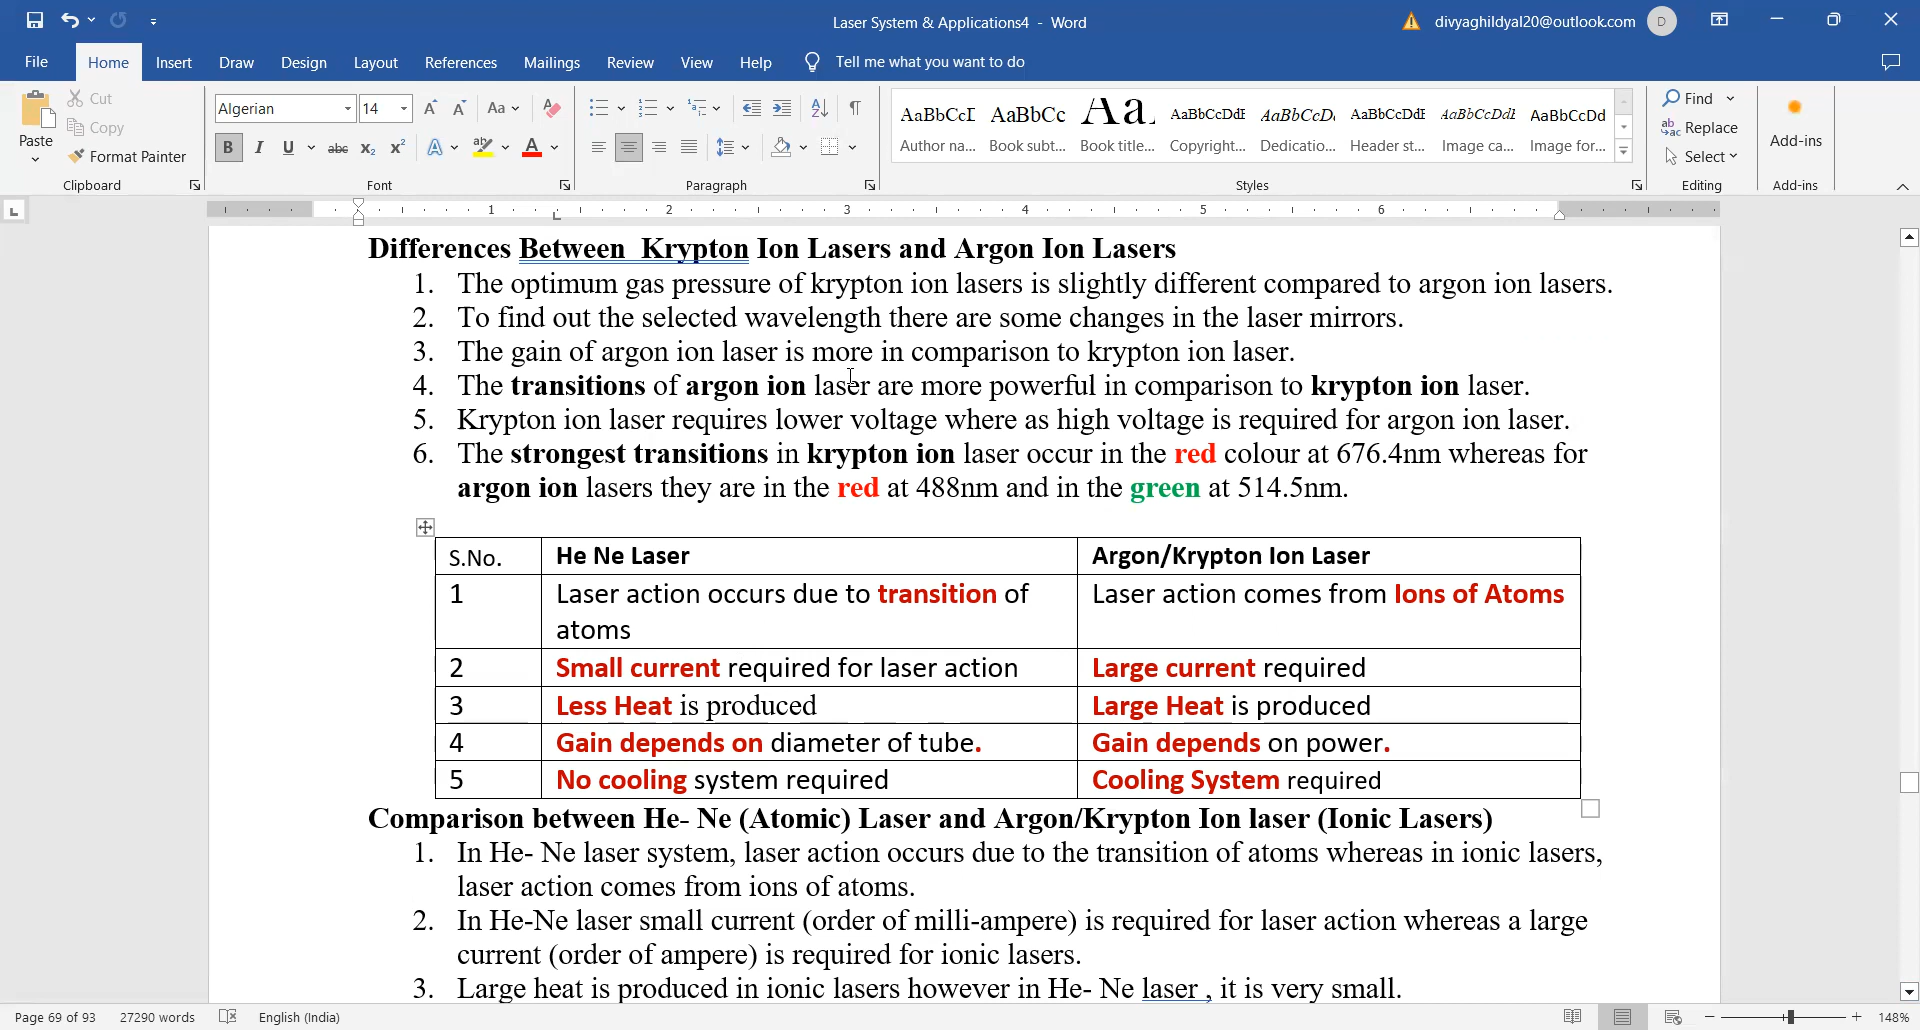 Laser System & Applications4 - Word
divyaghildyal20@outlook.com
D
File Home Insert Draw Design Layout References Mailings Review View Help Tell me what you want to do
Paste
Cut
Copy
Format Painter
Clipboard
Algerian 14
Font
Paragraph
AaBbCcI AaBbCc Aa. AaBbCcDdE AaBbCcD AaBbCcDdE AaBbCcDdI AaBbCcDd
Author na... Book subt... Book title... Copyright... Dedicatio... Header st... Image ca... Image for...
Styles
Find
Replace
Select
Editing
Add-ins
Add-ins
1 2 3 4 5 6
Differences Between Krypton Ion Lasers and Argon Ion Lasers
1. The optimum gas pressure of krypton ion lasers is slightly different compared to argon ion lasers.
2. To find out the selected wavelength there are some changes in the laser mirrors.
3. The gain of argon ion laser is more in comparison to krypton ion laser.
4. The transitions of argon ion laser are more powerful in comparison to krypton ion laser.
5. Krypton ion laser requires lower voltage where as high voltage is required for argon ion laser.
6. The strongest transitions in krypton ion laser occur in the red colour at 676.4nm whereas for
argon ion lasers they are in the red at 488nm and in the green at 514.5nm.
S.No. He Ne Laser Argon/Krypton Ion Laser
1 Laser action occurs due to transition of Laser action comes from Ions of Atoms
atoms
2 Small current required for laser action Large current required
3 Less Heat is produced Large Heat is produced
4 Gain depends on diameter of tube. Gain depends on power.
5 No cooling system required Cooling System required
Comparison between He- Ne (Atomic) Laser and Argon/Krypton Ion laser (Ionic Lasers)
1. In He- Ne laser system, laser action occurs due to the transition of atoms whereas in ionic lasers,
laser action comes from ions of atoms.
2. In He-Ne laser small current (order of milli-ampere) is required for laser action whereas a large
current (order of ampere) is required for ionic lasers.
3. Large heat is produced in ionic lasers however in He- Ne laser , it is very small.
Page 69 of 93 27290 words English (India) 148%